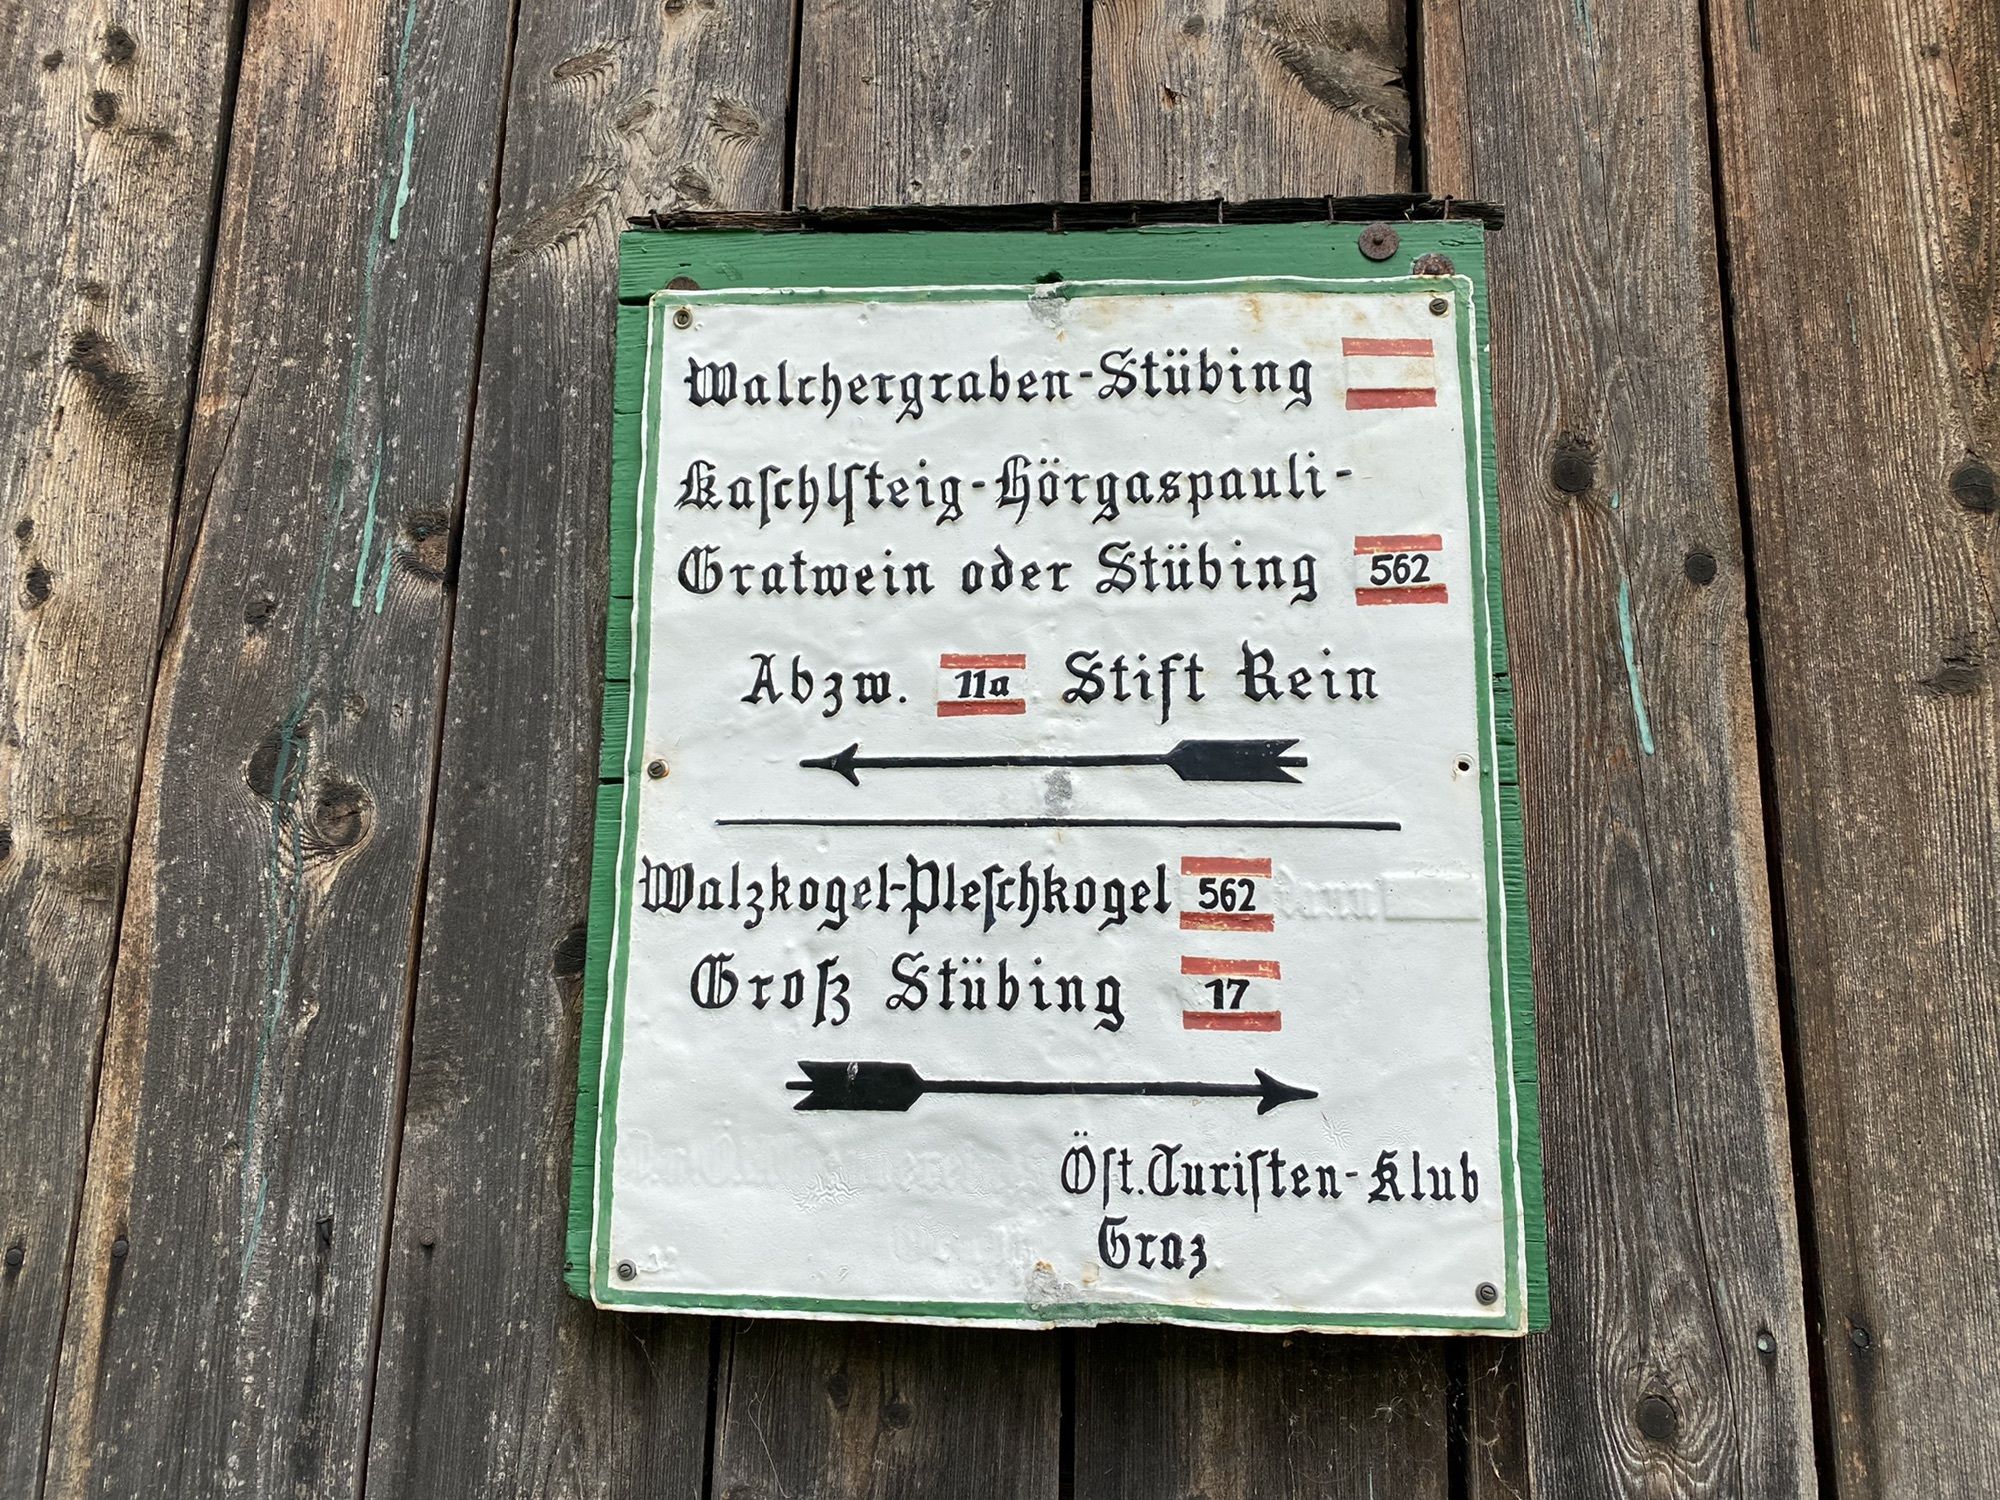 Walchergraben-Stübing
Kaſchlſteig-Hörgaspauli-
Gratwein oder Stübing 562
Abzw. 11a Stift Rein
Walzkogel-Pleſchkogel 562
Groß Stübing 17
Öſt. Turiſten-Klub
Graz